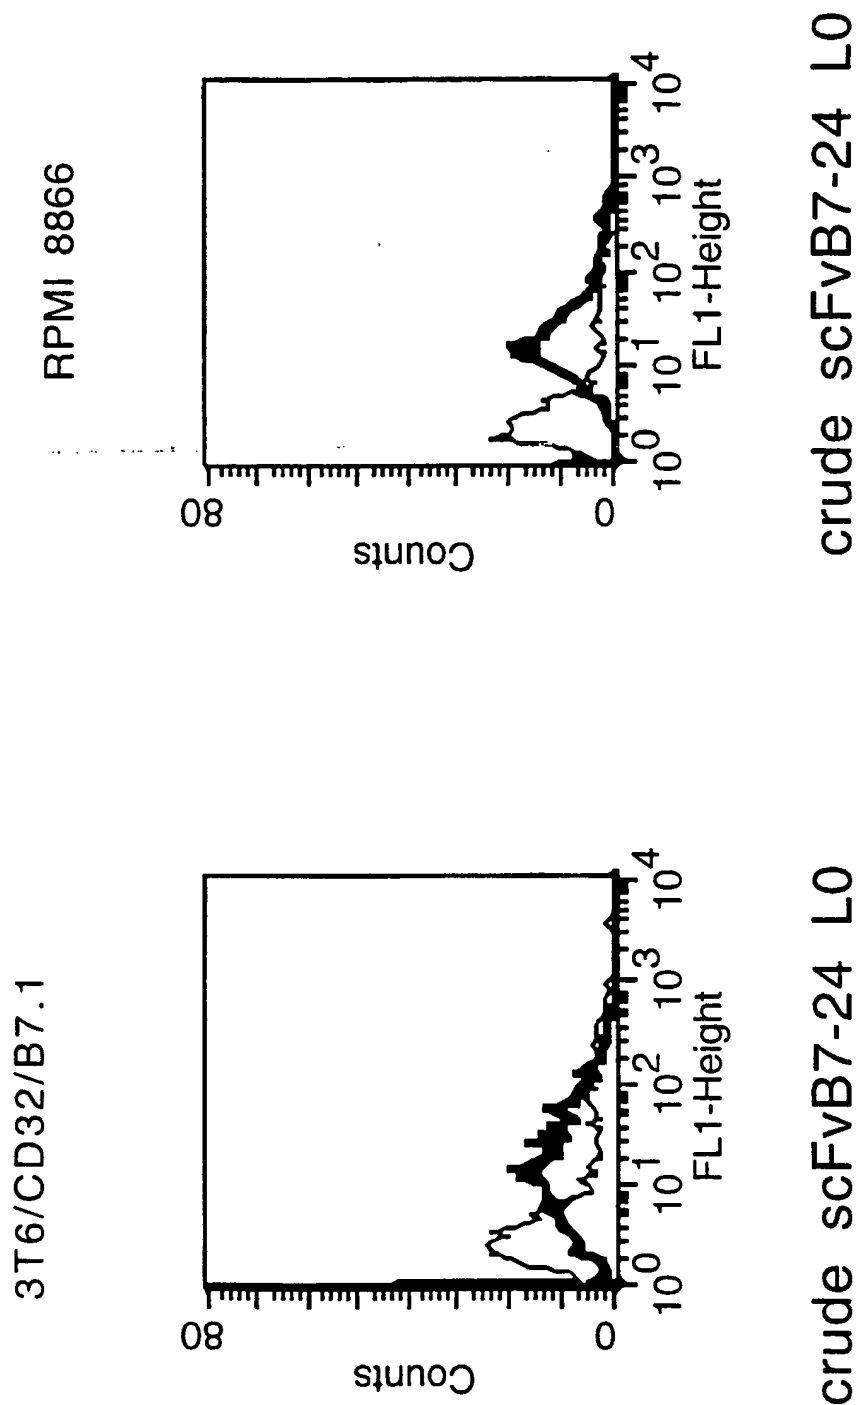 3T6/CD32/B7.1
80
Counts
0
10^0 10^1 10^2 10^3 10^4
FL1-Height
crude scFvB7-24 L0
RPMI 8866
80
Counts
0
10^0 10^1 10^2 10^3 10^4
FL1-Height
crude scFvB7-24 L0